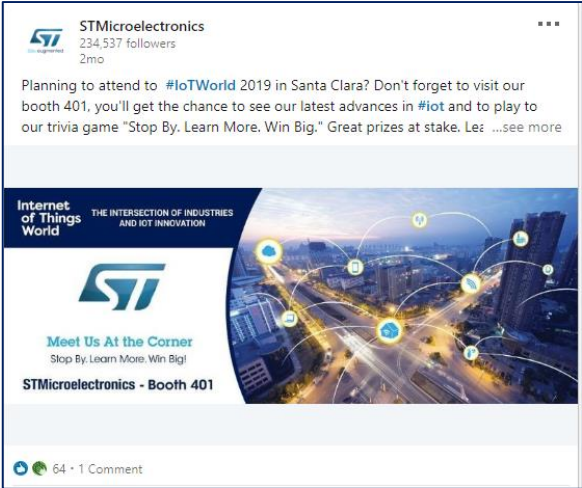 STMicroelectronics
234,537 followers
2mo
Planning to attend to #IoTWorld 2019 in Santa Clara? Don't forget to visit our
booth 401, you'll get the chance to see our latest advances in #iot and to play to
our trivia game "Stop By. Learn More. Win Big." Great prizes at stake. Lea ...see more
Internet
of Things
World
THE INTERSECTION OF INDUSTRIES
AND IOT INNOVATION
ST
Meet Us At the Corner
Stop By. Learn More. Win Big!
STMicroelectronics - Booth 401
64 · 1 Comment